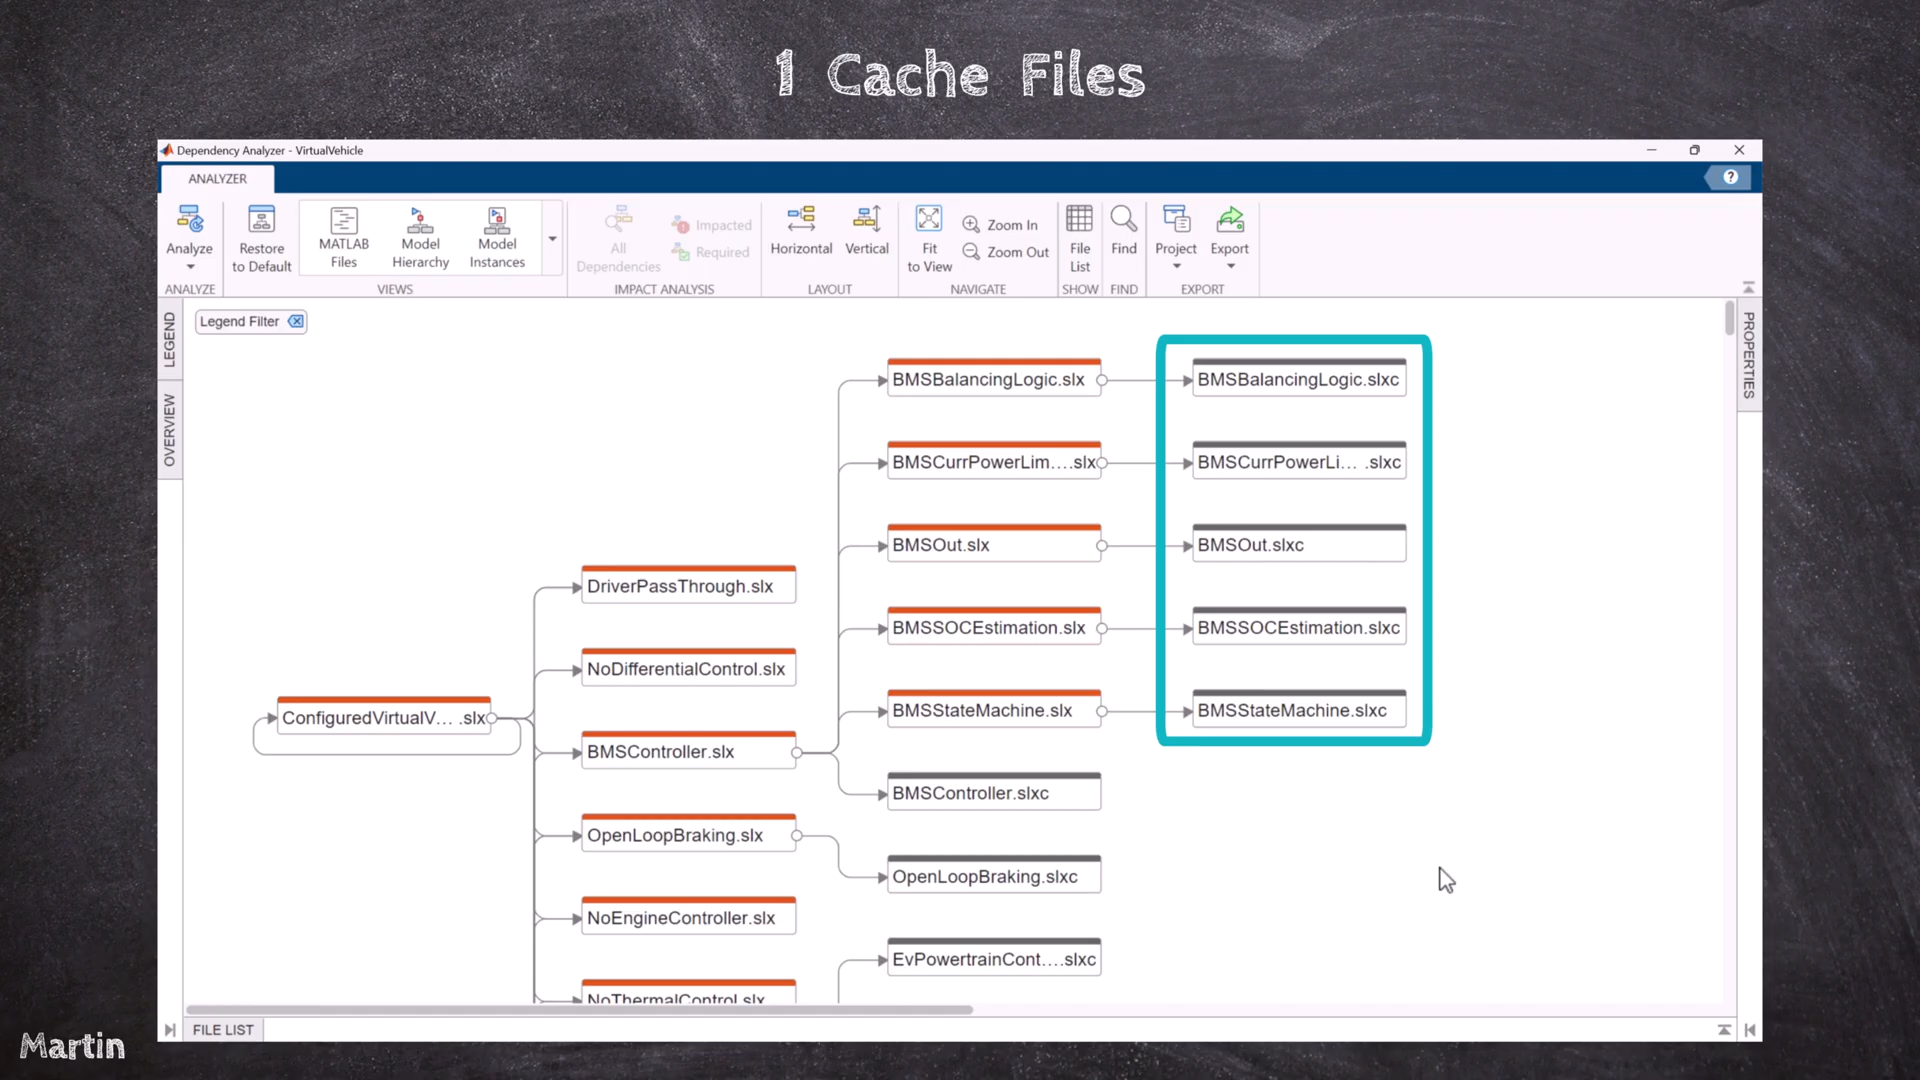 1 Cache Files
Dependency Analyzer - VirtualVehicle
ANALYZER
?
Analyze
Restore
to Default
MATLAB
Files
Model
Hierarchy
Model
Instances
All
Dependencies
Impacted
Required
Horizontal
Vertical
Fit
to View
Zoom In
Zoom Out
File
List
Find
Project
Export
ANALYZE
VIEWS
IMPACT ANALYSIS
LAYOUT
NAVIGATE
SHOW
FIND
EXPORT
LEGEND
OVERVIEW
PROPERTIES
Legend Filter
ConfiguredVirtualV... .slx
DriverPassThrough.slx
NoDifferentialControl.slx
BMSController.slx
OpenLoopBraking.slx
NoEngineController.slx
NoThermalControl.slx
BMSBalancingLogic.slx
BMSCurrPowerLim....slx
BMSOut.slx
BMSSOCEstimation.slx
BMSStateMachine.slx
BMSController.slxc
OpenLoopBraking.slxc
EvPowertrainCont....slxc
BMSBalancingLogic.slxc
BMSCurrPowerLi... .slxc
BMSOut.slxc
BMSSOCEstimation.slxc
BMSStateMachine.slxc
FILE LIST
Martin